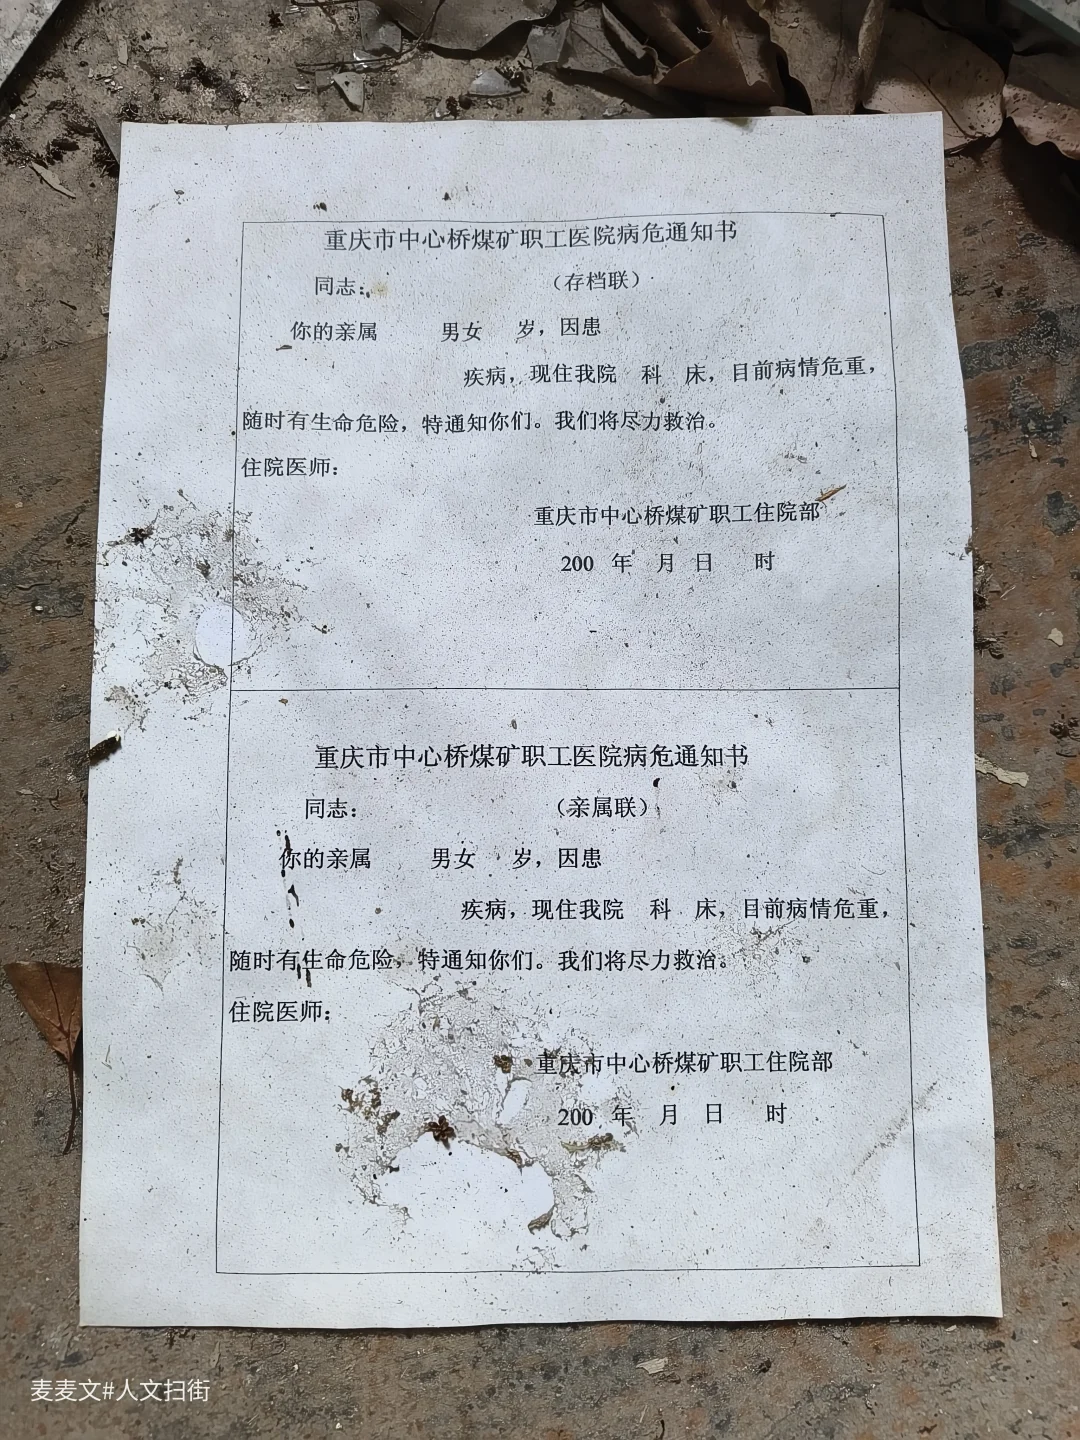 重庆市中心桥煤矿职工医院病危通知书
同志： （存档联）
你的亲属 男女 岁，因患
疾病，现住我院 科 床，目前病情危重，
随时有生命危险，特通知你们。我们将尽力救治。
住院医师：
重庆市中心桥煤矿职工住院部
200 年 月 日 时
重庆市中心桥煤矿职工医院病危通知书
同志： （亲属联）
你的亲属 男女 岁，因患
疾病，现住我院 科 床，目前病情危重，
随时有生命危险，特通知你们。我们将尽力救治。
住院医师：
重庆市中心桥煤矿职工住院部
200 年 月 日 时
麦麦文#人文扫街